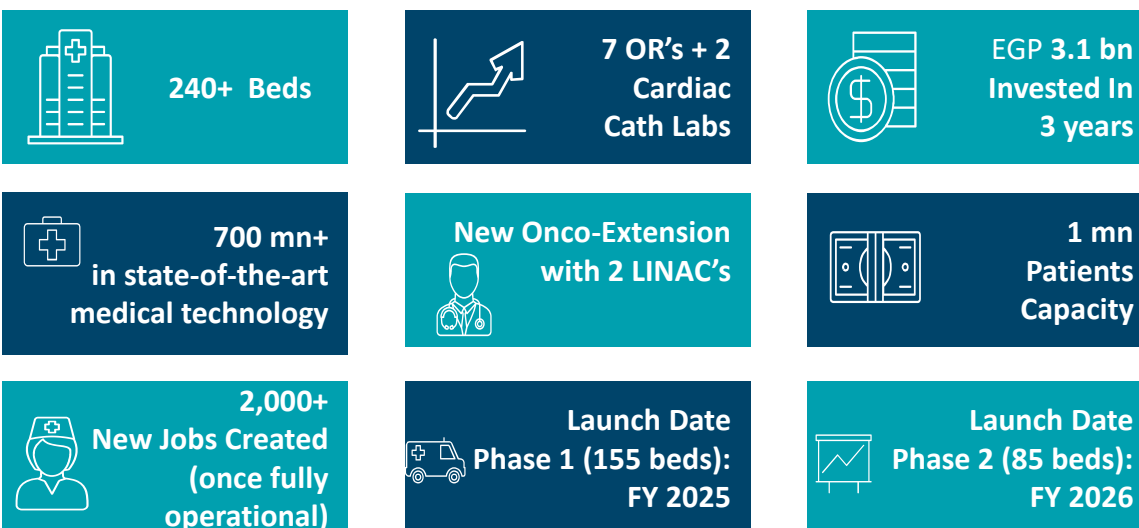 240+ Beds
7 OR's + 2
Cardiac
Cath Labs
EGP 3.1 bn
Invested In
3 years
700 mn+
in state-of-the-art
medical technology
New Onco-Extension
with 2 LINAC's
1 mn
Patients
Capacity
2,000+
New Jobs Created
(once fully
operational)
Launch Date
Phase 1 (155 beds):
FY 2025
Launch Date
Phase 2 (85 beds):
FY 2026